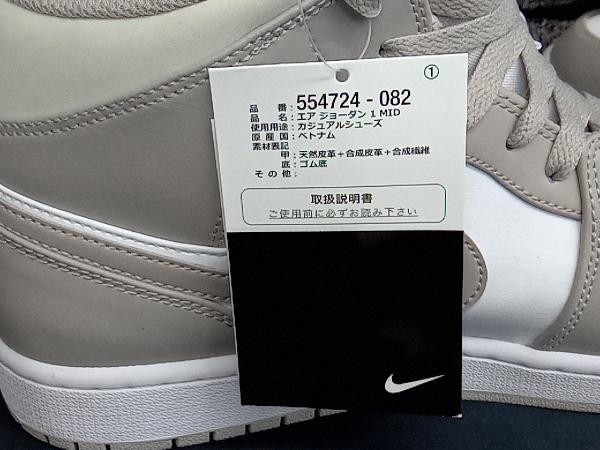 ①
品番: 554724 - 082
品名: エア ジョーダン 1 MID
使用用途: カジュアルシューズ
原産国: ベトナム
素材表記
甲: 天然皮革+合成皮革+合成繊維
底: ゴム底
その他:
取扱説明書
ご使用前に必ずお読み下さい